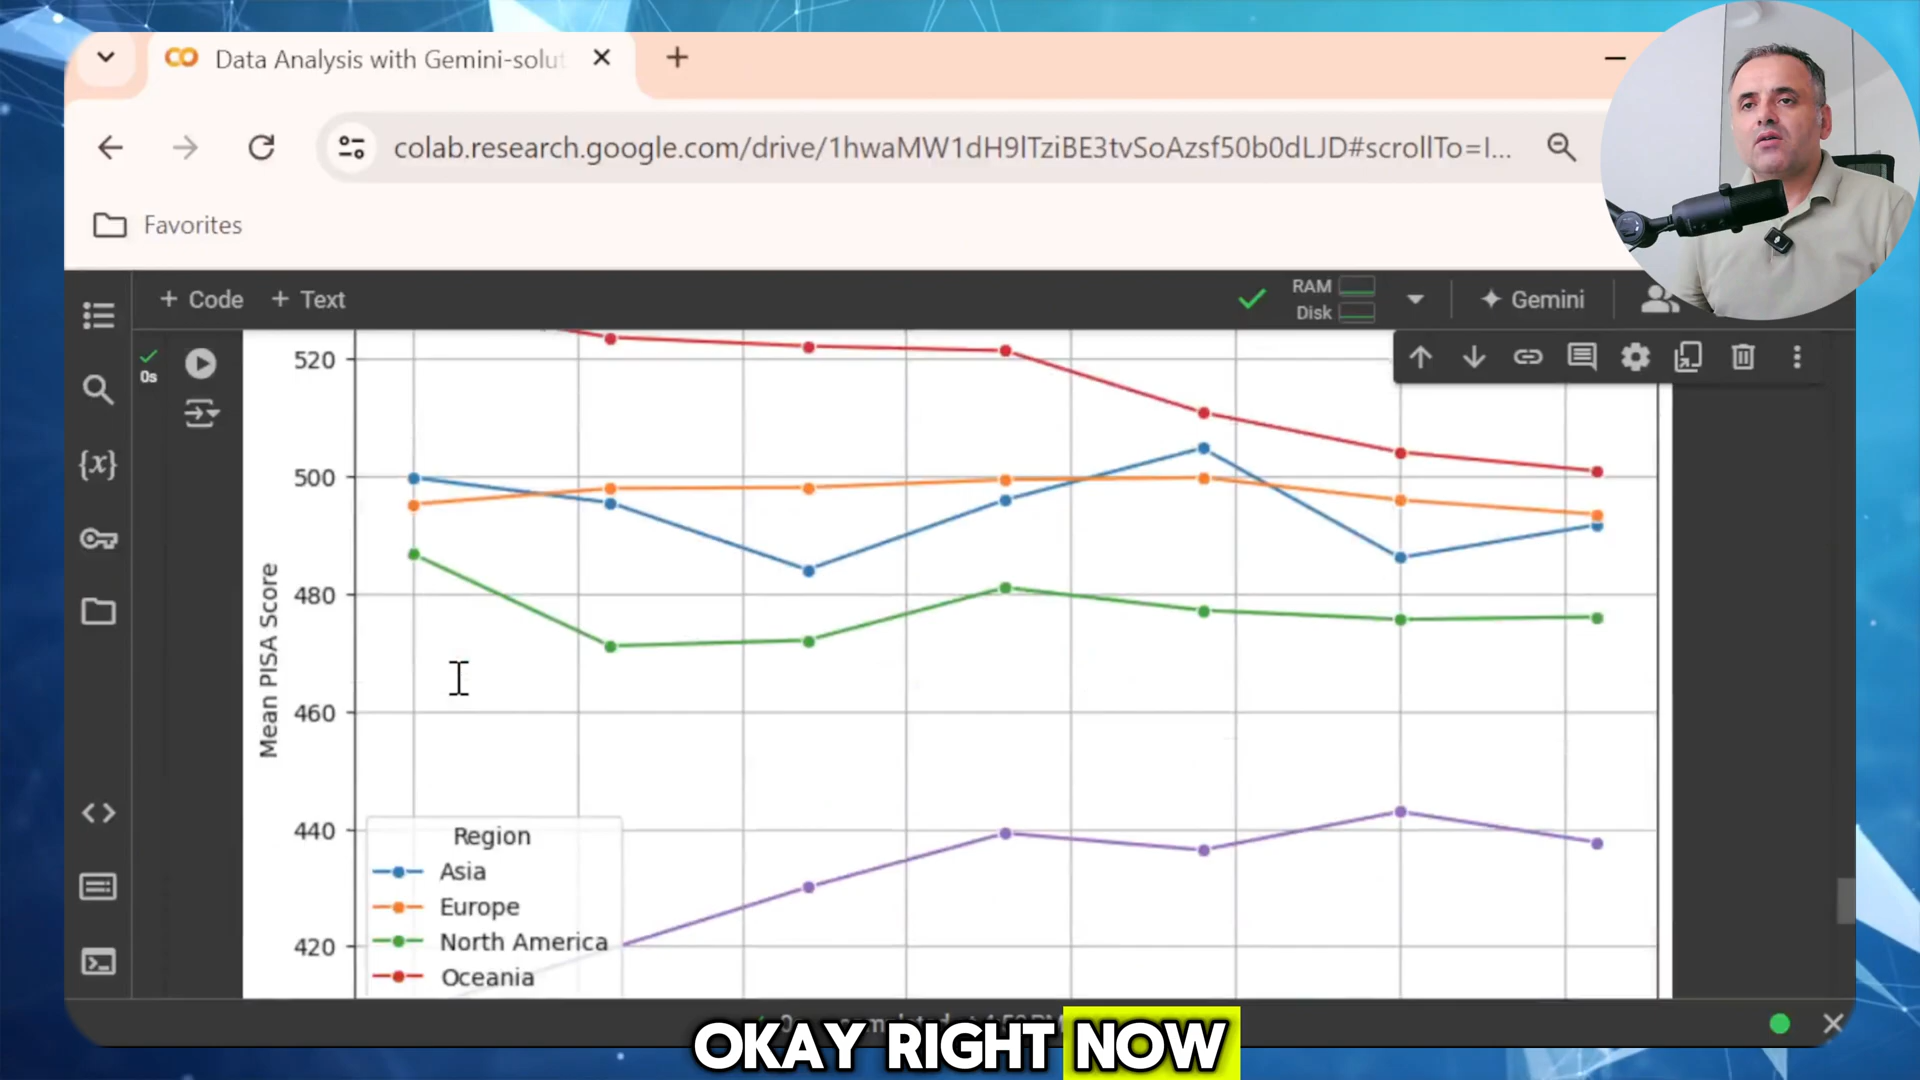 Data Analysis with Gemini-solut
colab.research.google.com/drive/1hwaMW1dH9lTziBE3tvSoAzsf50b0dLJD#scrollTo=I...
Favorites
+ Code + Text
RAM
Disk
Gemini
0s
520
500
480
460
440
420
Mean PISA Score
Region
Asia
Europe
North America
Oceania
OKAY RIGHT NOW